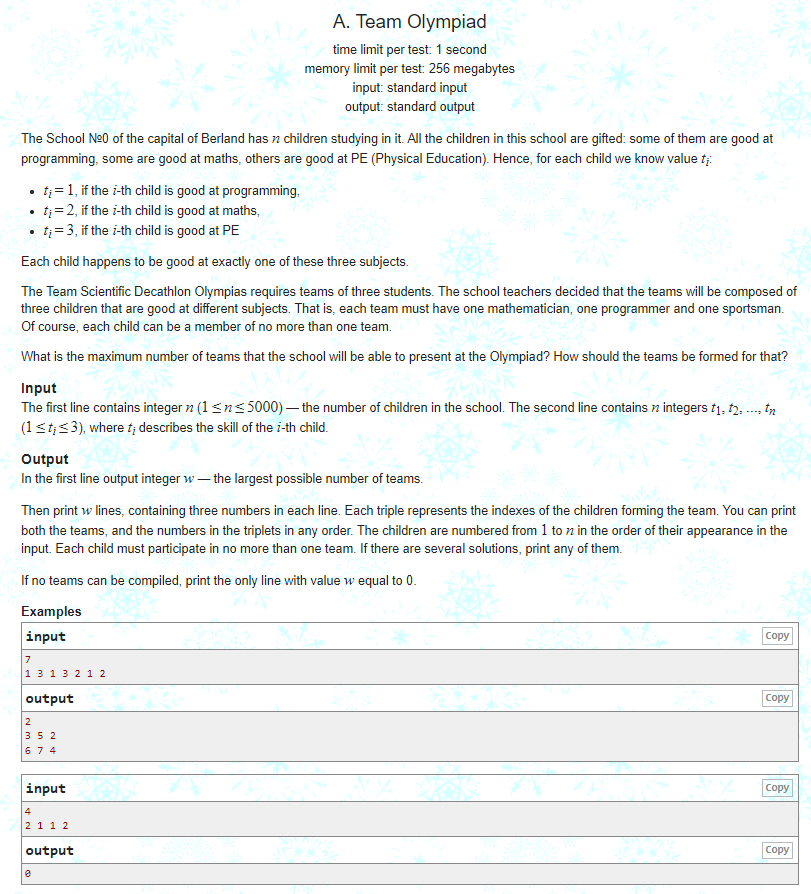 A. Team Olympiad
time limit per test: 1 second
memory limit per test: 256 megabytes
input: standard input
output: standard output
The School №0 of the capital of Berland has n children studying in it. All the children in this school are gifted: some of them are good at
programming, some are good at maths, others are good at PE (Physical Education). Hence, for each child we know value tᵢ:
• tᵢ = 1, if the i-th child is good at programming,
• tᵢ = 2, if the i-th child is good at maths,
• tᵢ = 3, if the i-th child is good at PE
Each child happens to be good at exactly one of these three subjects.
The Team Scientific Decathlon Olympias requires teams of three students. The school teachers decided that the teams will be composed of
three children that are good at different subjects. That is, each team must have one mathematician, one programmer and one sportsman.
Of course, each child can be a member of no more than one team.
What is the maximum number of teams that the school will be able to present at the Olympiad? How should the teams be formed for that?
Input
The first line contains integer n (1 ≤ n ≤ 5000) — the number of children in the school. The second line contains n integers t₁, t₂, ..., tₙ
(1 ≤ tᵢ ≤ 3), where tᵢ describes the skill of the i-th child.
Output
In the first line output integer w — the largest possible number of teams.
Then print w lines, containing three numbers in each line. Each triple represents the indexes of the children forming the team. You can print
both the teams, and the numbers in the triplets in any order. The children are numbered from 1 to n in the order of their appearance in the
input. Each child must participate in no more than one team. If there are several solutions, print any of them.
If no teams can be compiled, print the only line with value w equal to 0.
Examples
input Copy
7
1 3 1 3 2 1 2
output Copy
2
3 5 2
6 7 4
input Copy
4
2 1 1 2
output Copy
0